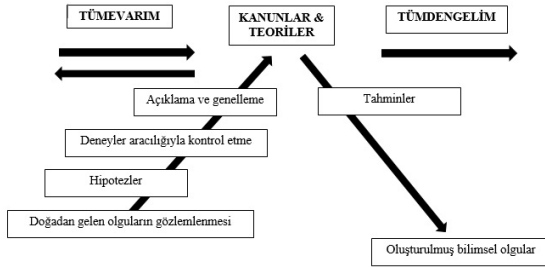 TÜMEVARIM
KANUNLAR &
TEORİLER
TÜMDENGELİM
Açıklama ve genelleme
Tahminler
Deneyler aracılığıyla kontrol etme
Hipotezler
Doğadan gelen olguların gözlemlenmesi
Oluşturulmuş bilimsel olgular